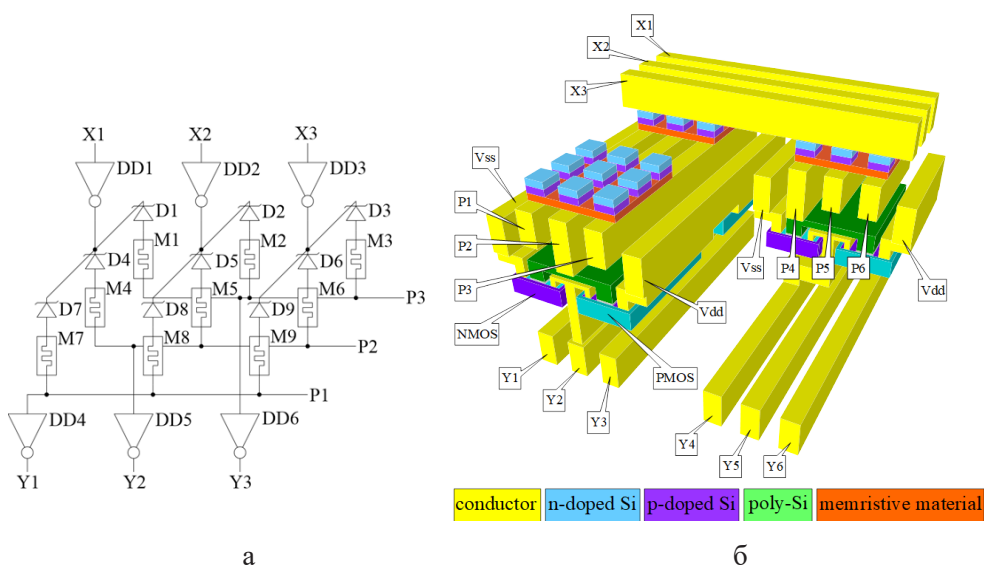 X1
X2
X3
DD1
DD2
DD3
D1
D2
D3
M1
M2
M3
D4
D5
D6
M4
M5
M6
P3
D7
D8
D9
M7
M8
M9
P2
P1
DD4
DD5
DD6
Y1
Y2
Y3
а
X1
X2
X3
Vss
P1
P2
P3
NMOS
Y1
Y2
Y3
PMOS
Vdd
Vss
P4
P5
P6
Vdd
Y4
Y5
Y6
conductor
n-doped Si
p-doped Si
poly-Si
memristive material
б